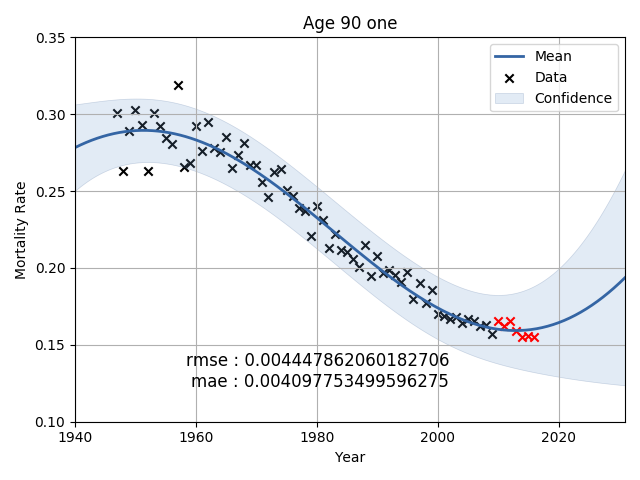 Age 90 one
Mortality Rate
0.35
0.30
0.25
0.20
0.15
0.10
Mean
Data
Confidence
rmse : 0.004447862060182706
mae : 0.004097753499596275
1940 1960 1980 2000 2020
Year